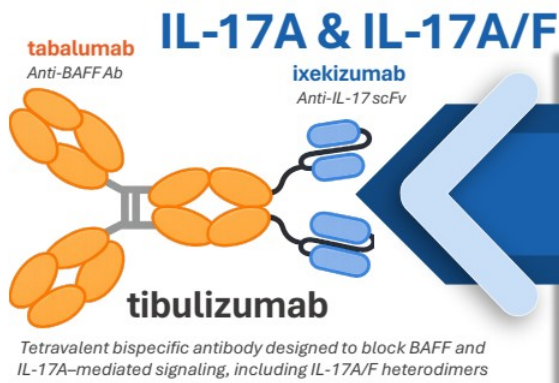 IL-17A & IL-17A/F
tabalumab
Anti-BAFF Ab
ixekizumab
Anti-IL-17 scFv
tibulizumab
Tetravalent bispecific antibody designed to block BAFF and
IL-17A–mediated signaling, including IL-17A/F heterodimers